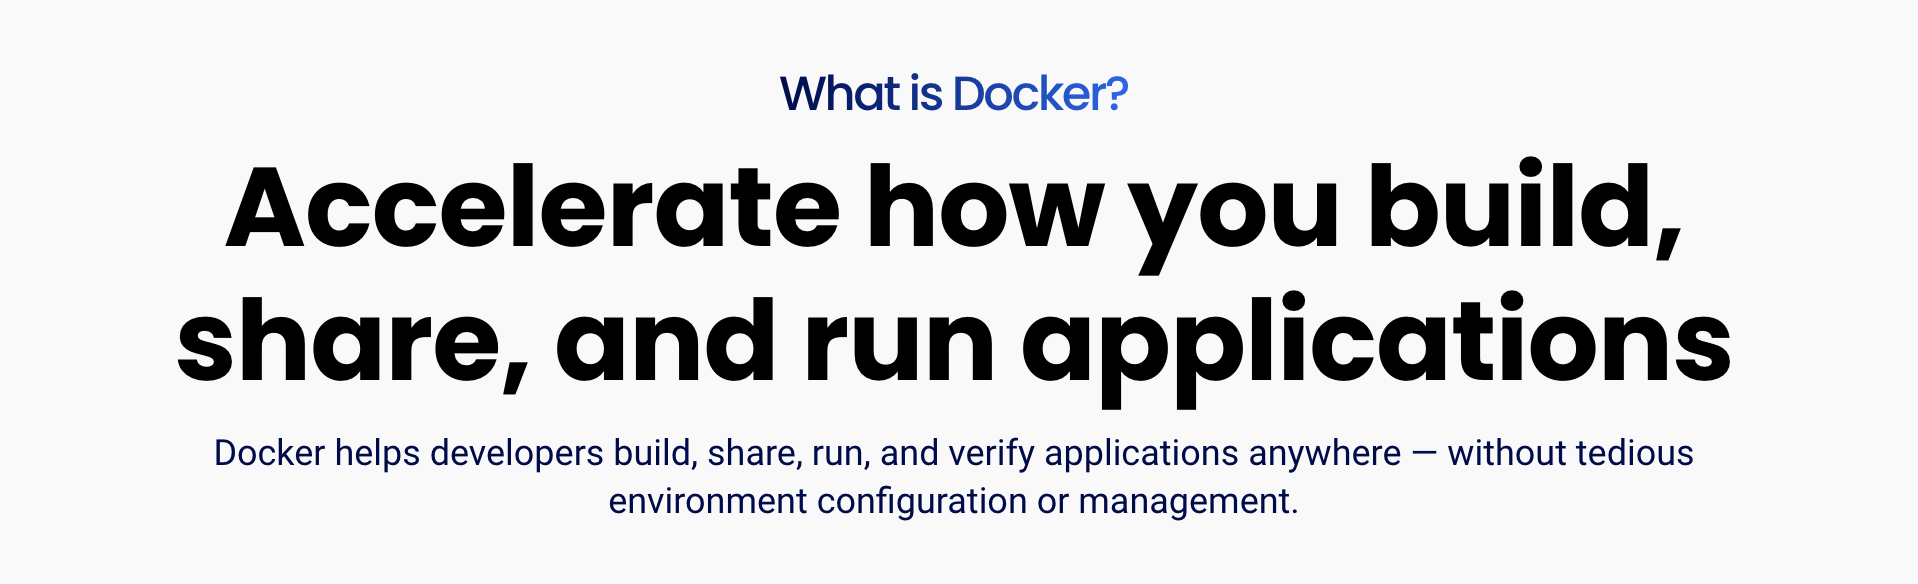 What is Docker?
Accelerate how you build,
share, and run applications
Docker helps developers build, share, run, and verify applications anywhere — without tedious
environment configuration or management.